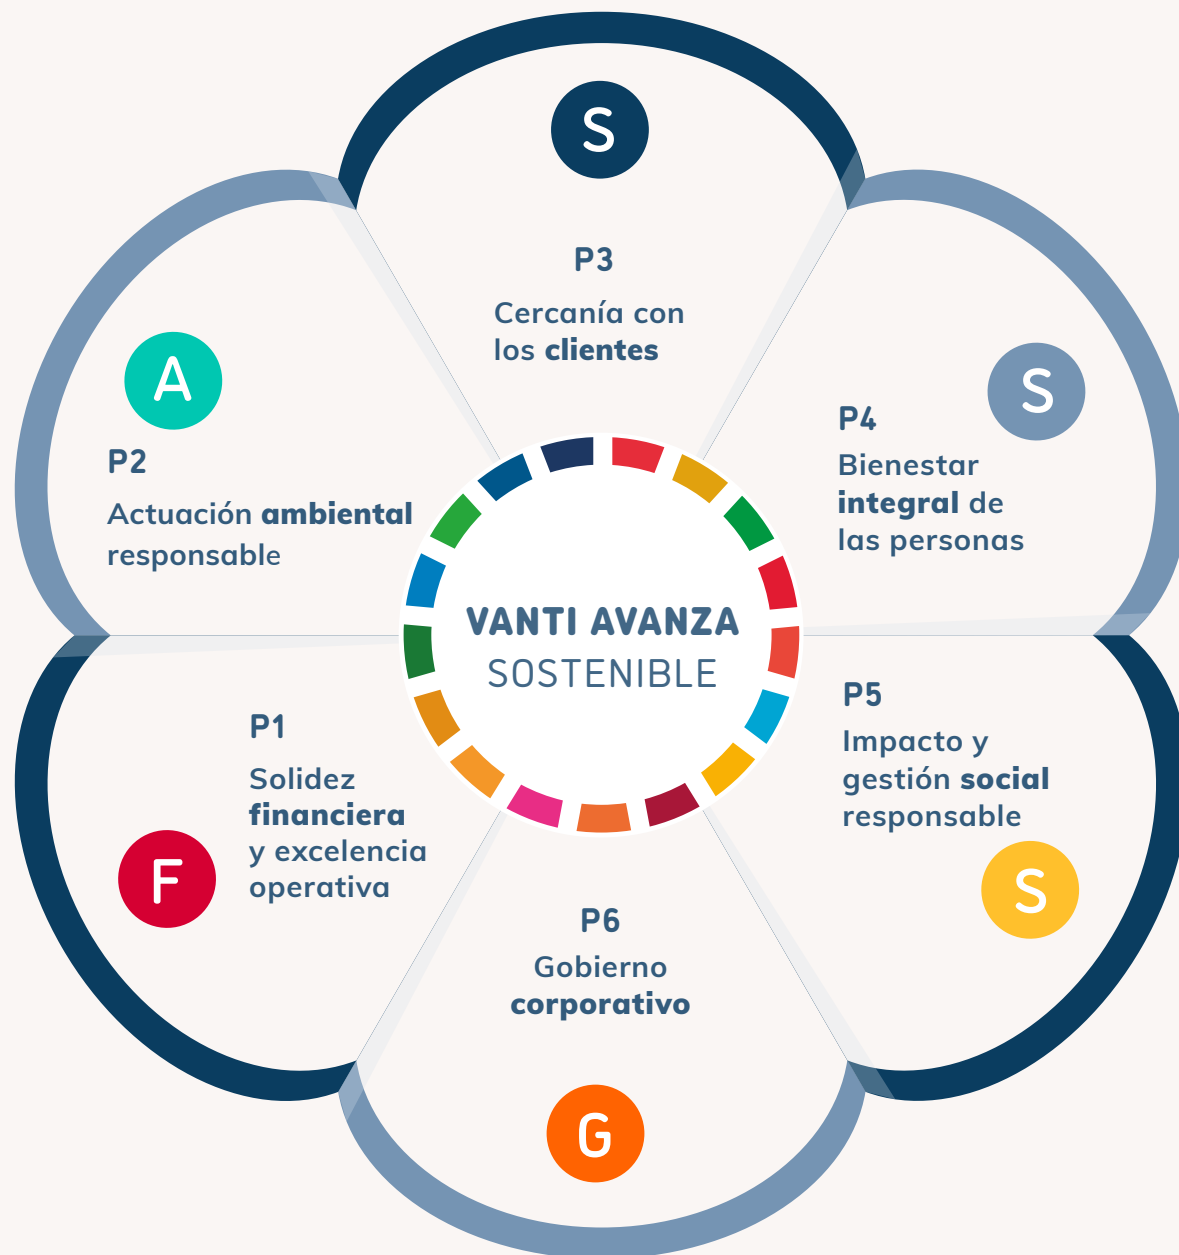 S
P3
Cercanía con
los clientes
A
P2
Actuación ambiental
responsable
S
P4
Bienestar
integral de
las personas
VANTI AVANZA
SOSTENIBLE
P1
Solidez
financiera
y excelencia
operativa
F
P5
Impacto y
gestión social
responsable
S
P6
Gobierno
corporativo
G